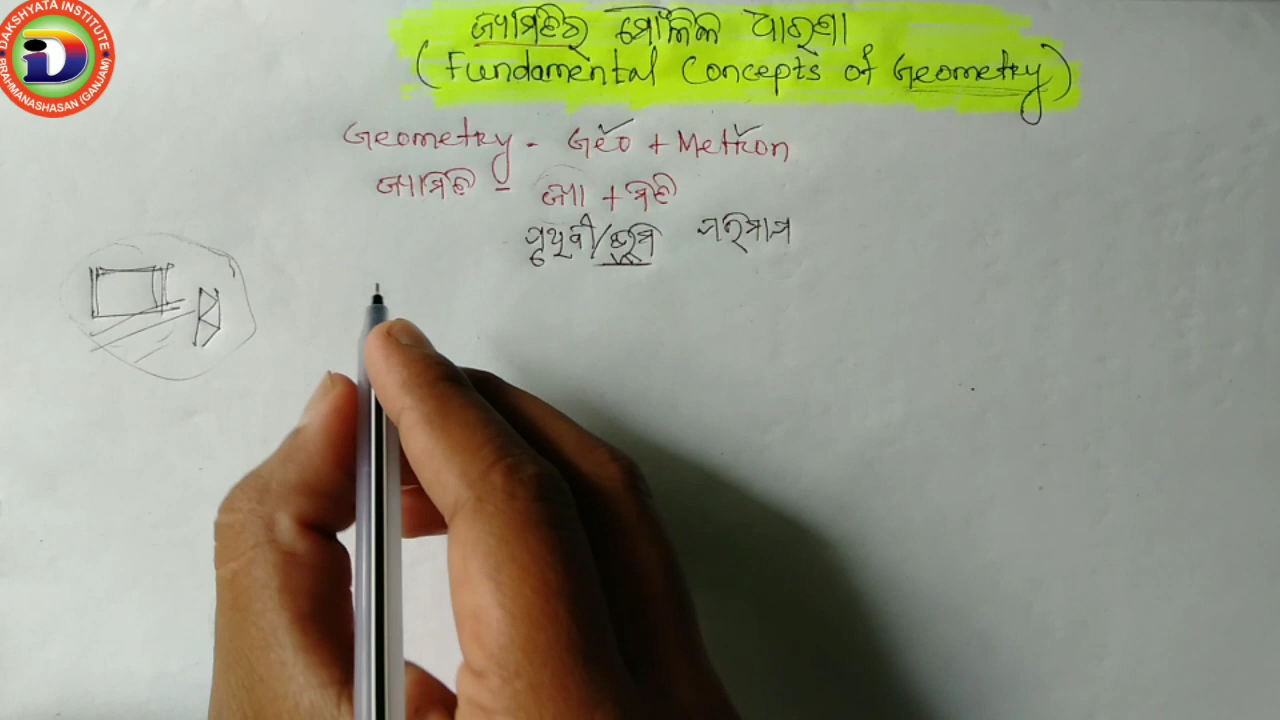 DAKSHYATA INSTITUTE
BRAHMANASHASAN (GANJAM)
ଜ୍ୟାମିତିର ମୌଳିକ ଧାରଣା
(Fundamental Concepts of Geometry)
Geometry - Geo + Metron
ଜ୍ୟାମିତି - ଜ୍ୟା + ମିତି
ପୃଥିବୀ/ଭୂମି ପରିମାପ